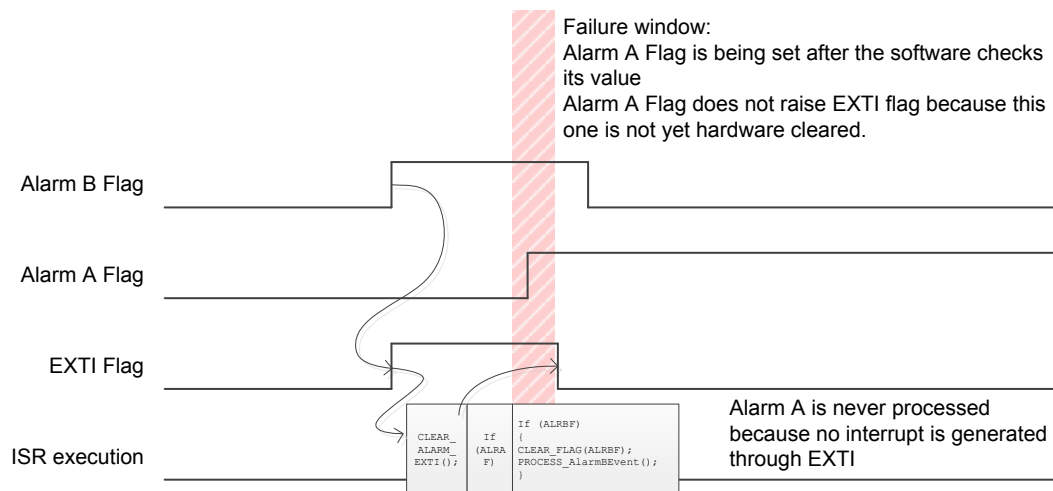 Failure window:
Alarm A Flag is being set after the software checks
its value
Alarm A Flag does not raise EXTI flag because this
one is not yet hardware cleared.
Alarm B Flag
Alarm A Flag
EXTI Flag
ISR execution
CLEAR_
ALARM_
EXTI();
If
(ALRA
F)
If (ALRBF)
{
CLEAR_FLAG(ALRBF);
PROCESS_AlarmBEvent();
}
Alarm A is never processed
because no interrupt is generated
through EXTI